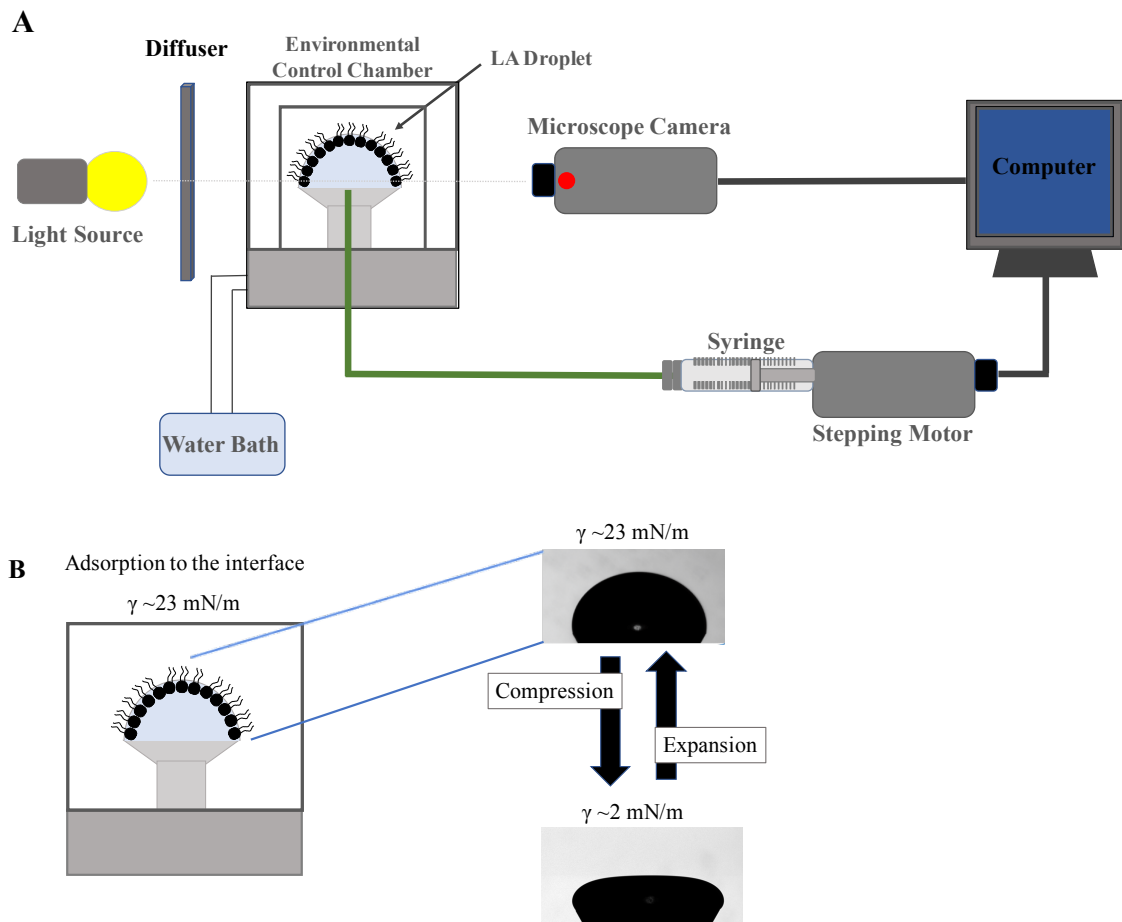 A
Diffuser
Environmental
Control Chamber
LA Droplet
Microscope Camera
Computer
Light Source
Syringe
Water Bath
Stepping Motor
B
Adsorption to the interface
γ ~23 mN/m
γ ~23 mN/m
Compression
Expansion
γ ~2 mN/m